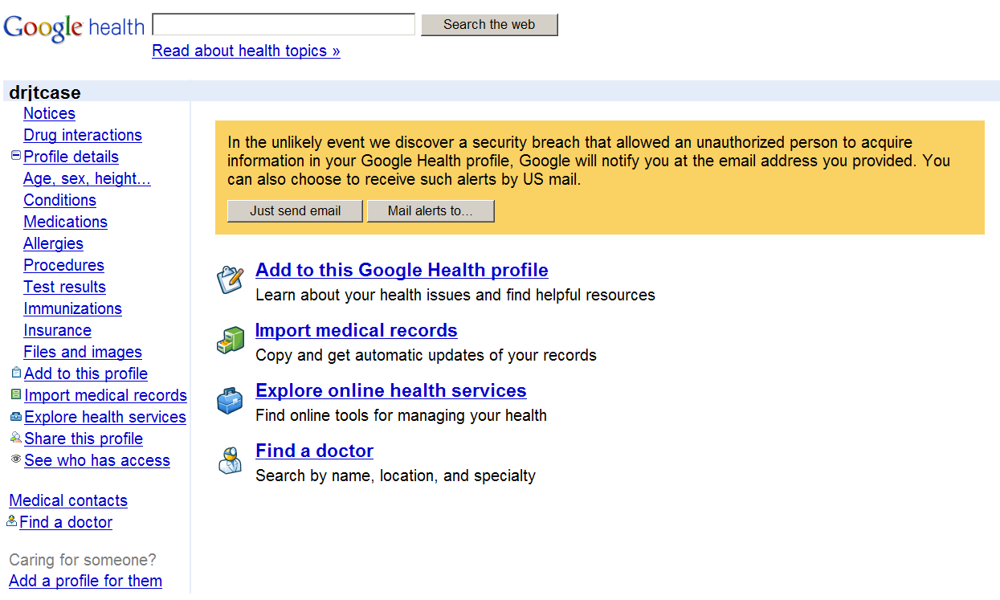 Google health
Search the web
Read about health topics »
drjtcase
Notices
Drug interactions
Profile details
Age, sex, height...
Conditions
Medications
Allergies
Procedures
Test results
Immunizations
Insurance
Files and images
Add to this profile
Import medical records
Explore health services
Share this profile
See who has access
Medical contacts
Find a doctor
Caring for someone?
Add a profile for them
In the unlikely event we discover a security breach that allowed an unauthorized person to acquire
information in your Google Health profile, Google will notify you at the email address you provided. You
can also choose to receive such alerts by US mail.
Just send email
Mail alerts to...
Add to this Google Health profile
Learn about your health issues and find helpful resources
Import medical records
Copy and get automatic updates of your records
Explore online health services
Find online tools for managing your health
Find a doctor
Search by name, location, and specialty